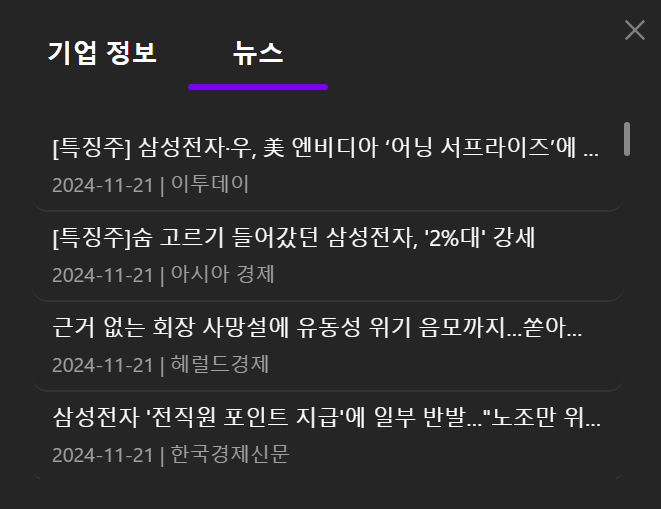 기업 정보 뉴스
[특징주] 삼성전자·우, 美 엔비디아 ‘어닝 서프라이즈’에 ...
2024-11-21 | 이투데이
[특징주]숨 고르기 들어갔던 삼성전자, '2%대' 강세
2024-11-21 | 아시아 경제
근거 없는 회장 사망설에 유동성 위기 음모까지…쏟아...
2024-11-21 | 헤럴드경제
삼성전자 '전직원 포인트 지급'에 일부 반발…"노조만 위...
2024-11-21 | 한국경제신문